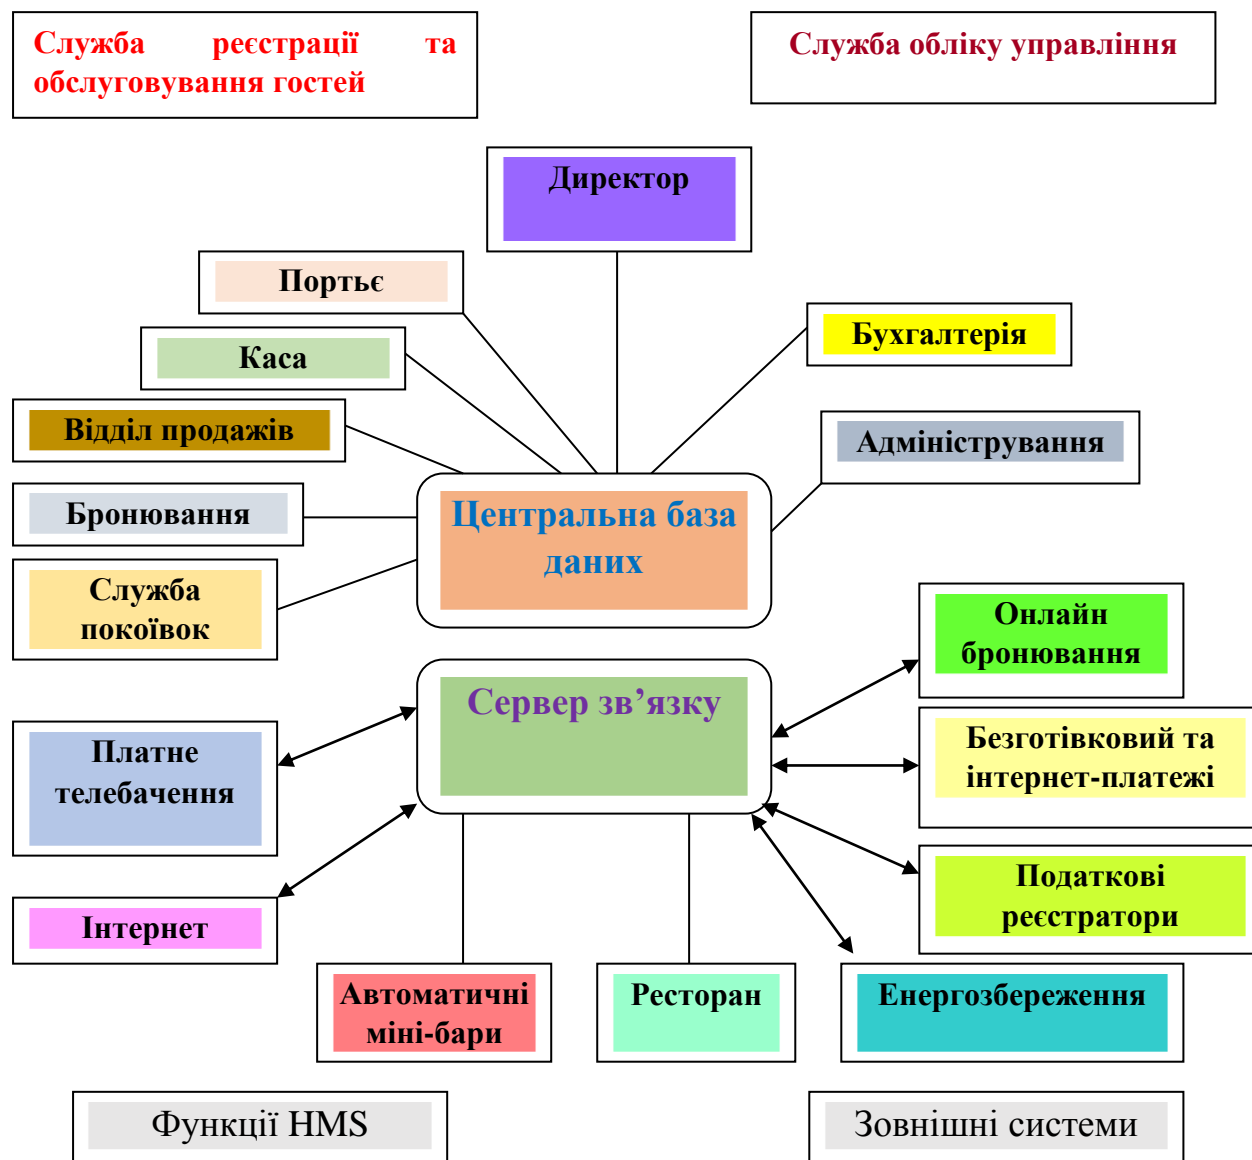 Служба реєстрації та
обслуговування гостей
Служба обліку управління
Директор
Портьє
Каса
Бухгалтерія
Відділ продажів
Адміністрування
Бронювання
Центральна база
даних
Служба
покоївок
Онлайн
бронювання
Сервер зв’язку
Платне
телебачення
Безготівковий та
інтернет-платежі
Податкові
реєстратори
Інтернет
Автоматичні
міні-бари
Ресторан
Енергозбереження
Функції HMS
Зовнішні системи